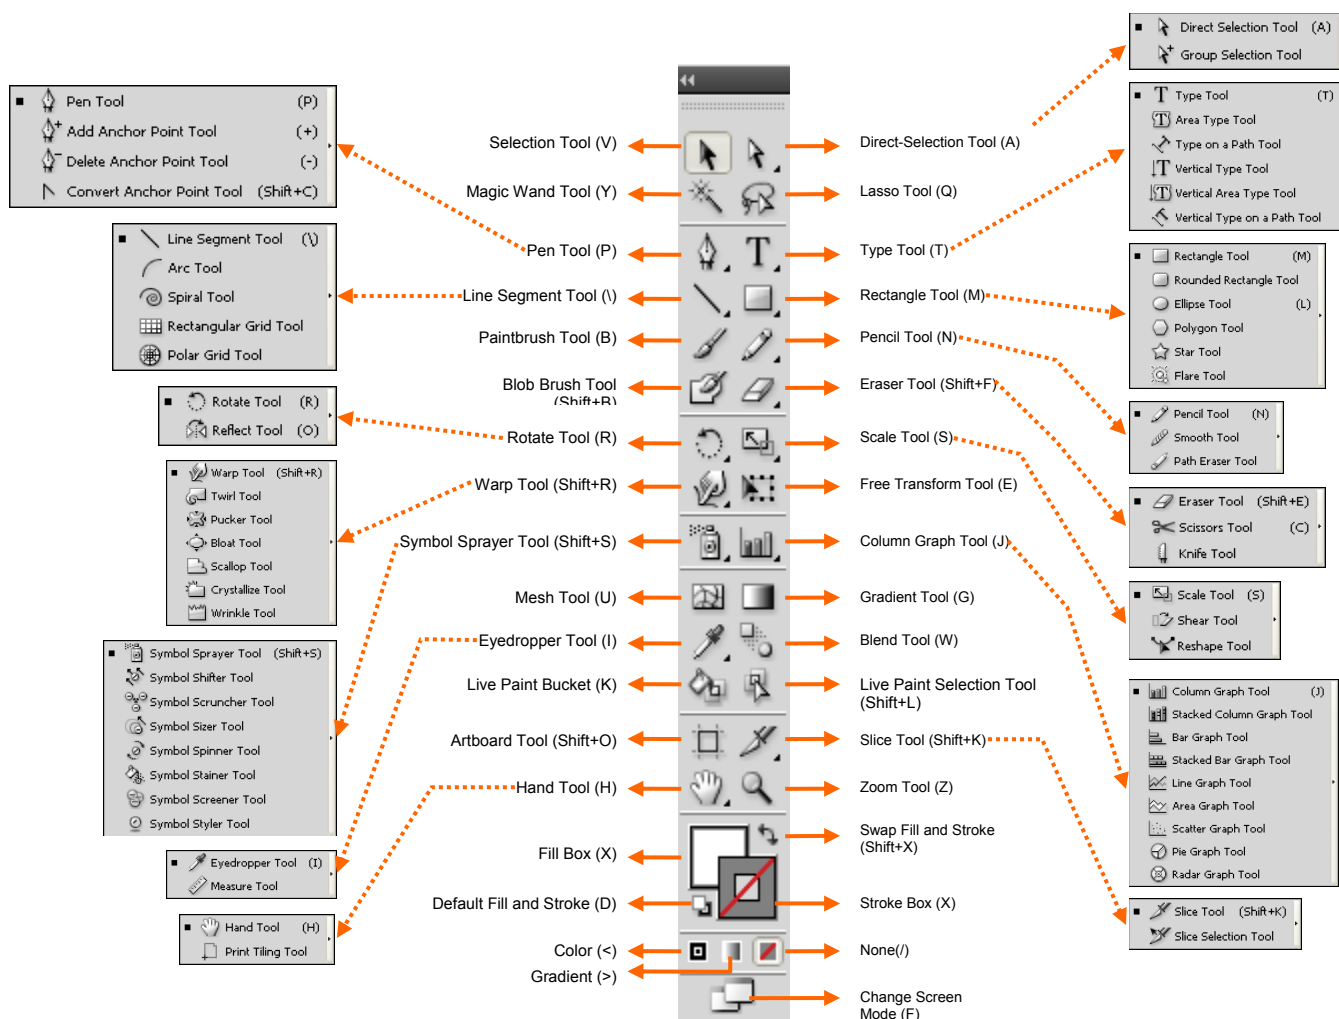 Direct Selection Tool (A)
Group Selection Tool
Pen Tool (P)
Add Anchor Point Tool (+)
Delete Anchor Point Tool (-)
Convert Anchor Point Tool (Shift+C)
Type Tool (T)
Area Type Tool
Type on a Path Tool
Vertical Type Tool
Vertical Area Type Tool
Vertical Type on a Path Tool
Selection Tool (V)
Direct-Selection Tool (A)
Magic Wand Tool (Y)
Lasso Tool (Q)
Pen Tool (P)
Type Tool (T)
Line Segment Tool (\)
Rectangle Tool (M)
Paintbrush Tool (B)
Pencil Tool (N)
Blob Brush Tool
(Shift+B)
Eraser Tool (Shift+F)
Rotate Tool (R)
Scale Tool (S)
Warp Tool (Shift+R)
Free Transform Tool (E)
Symbol Sprayer Tool (Shift+S)
Column Graph Tool (J)
Mesh Tool (U)
Gradient Tool (G)
Eyedropper Tool (I)
Blend Tool (W)
Live Paint Bucket (K)
Live Paint Selection Tool
(Shift+L)
Artboard Tool (Shift+O)
Slice Tool (Shift+K)
Hand Tool (H)
Zoom Tool (Z)
Swap Fill and Stroke
(Shift+X)
Fill Box (X)
Default Fill and Stroke (D)
Stroke Box (X)
Color (<)
None(/)
Gradient (>)
Change Screen
Mode (F)
Line Segment Tool (\)
Arc Tool
Spiral Tool
Rectangular Grid Tool
Polar Grid Tool
Rotate Tool (R)
Reflect Tool (O)
Warp Tool (Shift+R)
Twirl Tool
Pucker Tool
Bloat Tool
Scallop Tool
Crystallize Tool
Wrinkle Tool
Symbol Sprayer Tool (Shift+S)
Symbol Shifter Tool
Symbol Scruncher Tool
Symbol Sizer Tool
Symbol Spinner Tool
Symbol Stainer Tool
Symbol Screener Tool
Symbol Styler Tool
Eyedropper Tool (I)
Measure Tool
Hand Tool (H)
Print Tiling Tool
Rectangle Tool (M)
Rounded Rectangle Tool
Ellipse Tool (L)
Polygon Tool
Star Tool
Flare Tool
Pencil Tool (N)
Smooth Tool
Path Eraser Tool
Eraser Tool (Shift+E)
Scissors Tool (C)
Knife Tool
Scale Tool (S)
Shear Tool
Reshape Tool
Column Graph Tool (J)
Stacked Column Graph Tool
Bar Graph Tool
Stacked Bar Graph Tool
Line Graph Tool
Area Graph Tool
Scatter Graph Tool
Pie Graph Tool
Radar Graph Tool
Slice Tool (Shift+K)
Slice Selection Tool